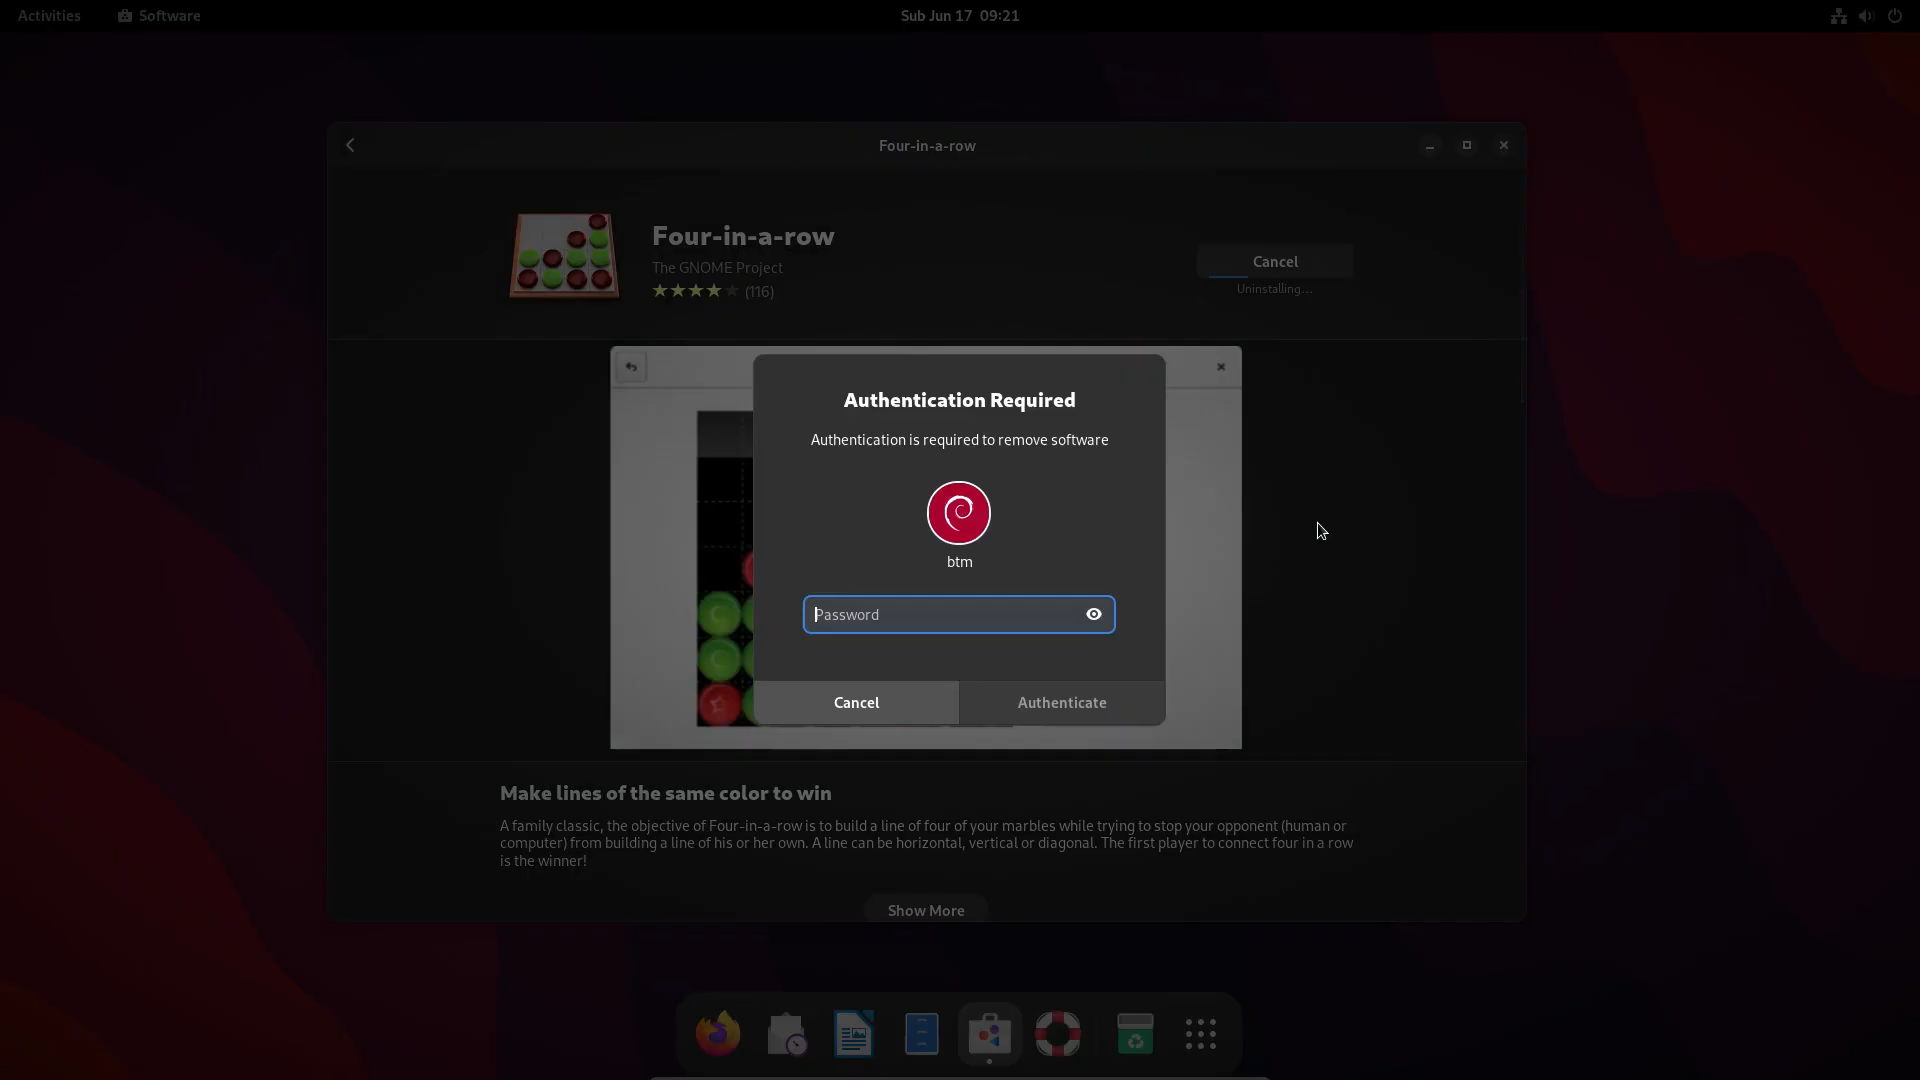 Activities
Software
Sub Jun 17 09:21
Four-in-a-row
Four-in-a-row
The GNOME Project
(116)
Cancel
Uninstalling...
Authentication Required
Authentication is required to remove software
btm
Password
Cancel
Authenticate
Make lines of the same color to win
A family classic, the objective of Four-in-a-row is to build a line of four of your marbles while trying to stop your opponent (human or
computer) from building a line of his or her own. A line can be horizontal, vertical or diagonal. The first player to connect four in a row
is the winner!
Show More